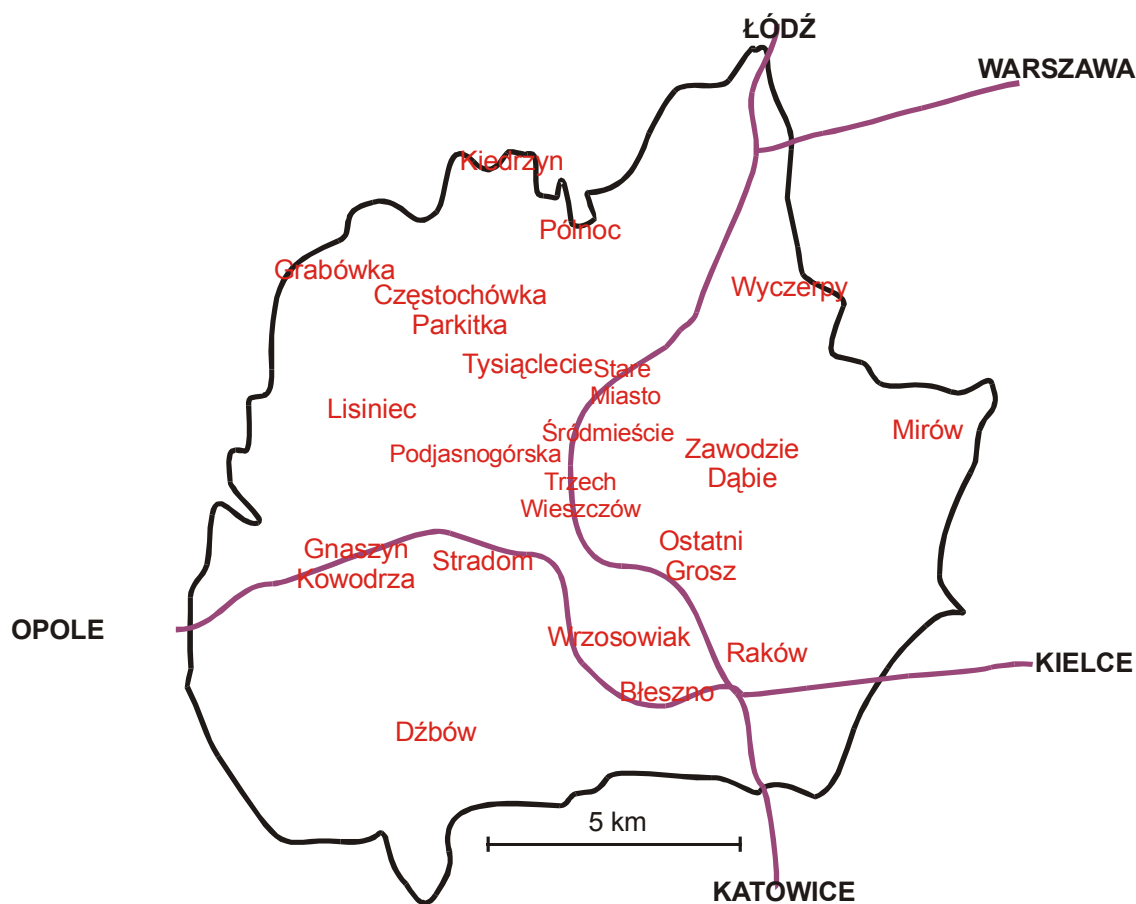 ŁÓDŹ
WARSZAWA
Kiedrzyn
Północ
Grabówka
Częstochówka
Parkitka
Wyczerpy
Tysiąclecie
Stare
Miasto
Lisiniec
Mirów
Śródmieście
Podjasnogórska
Zawodzie
Dąbie
Trzech
Wieszczów
Gnaszyn
Kowodrza
Stradom
Ostatni
Grosz
OPOLE
Wrzosowiak
Raków
KIELCE
Błeszno
Dźbów
5 km
KATOWICE